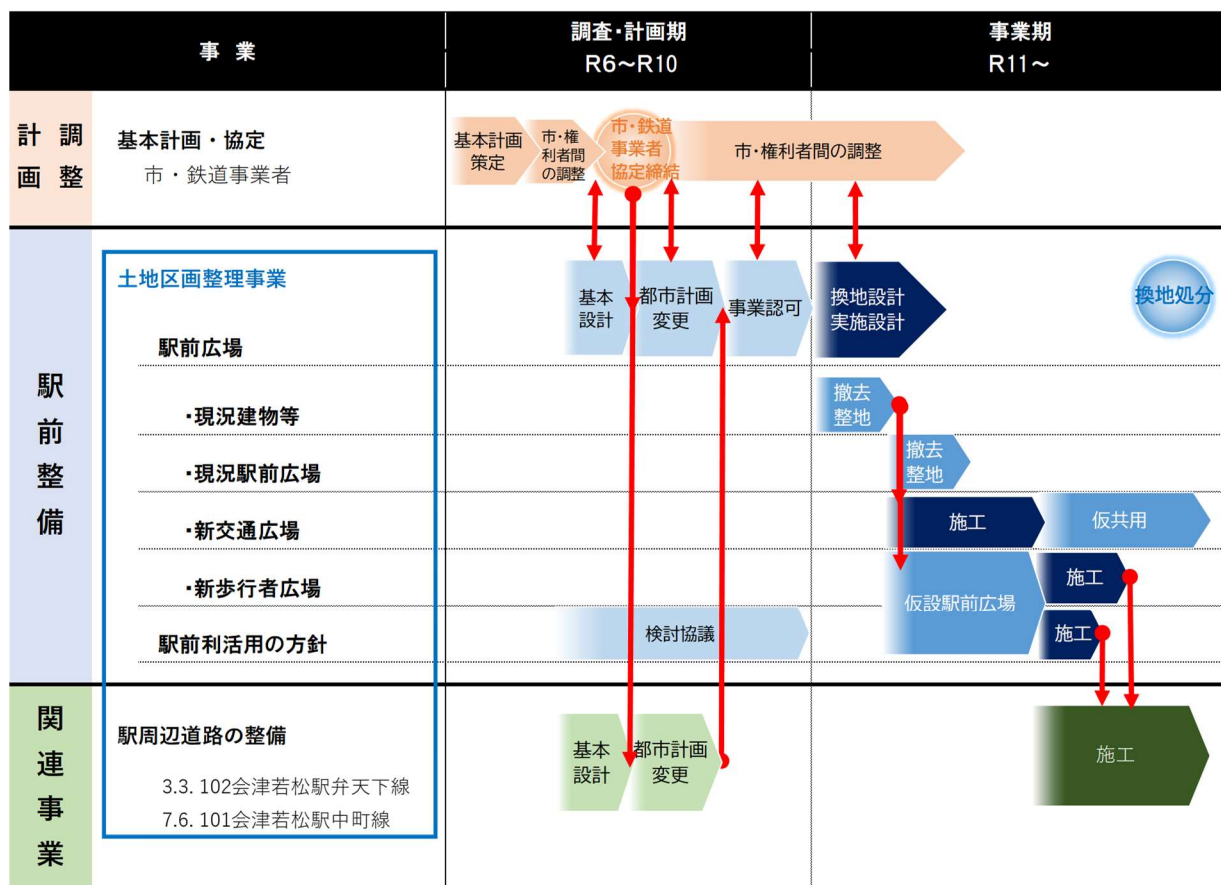 事 業
調査・計画期
R6～R10
事業期
R11～
計画
調整
基本計画・協定
市・鉄道事業者
基本計画
策定
市・権
利者間
の調整
市・鉄道
事業者
協定締結
市・権利者間の調整
駅前整備
土地区画整理事業
駅前広場
基本
設計
都市計画
変更
事業認可
換地設計
実施設計
換地処分
・現況建物等
撤去
整地
・現況駅前広場
撤去
整地
・新交通広場
施工
仮共用
・新歩行者広場
仮設駅前広場
施工
駅前利活用の方針
検討協議
施工
関連事業
駅周辺道路の整備
3.3. 102会津若松駅弁天下線
7.6. 101会津若松駅中町線
基本
設計
都市計画
変更
施工